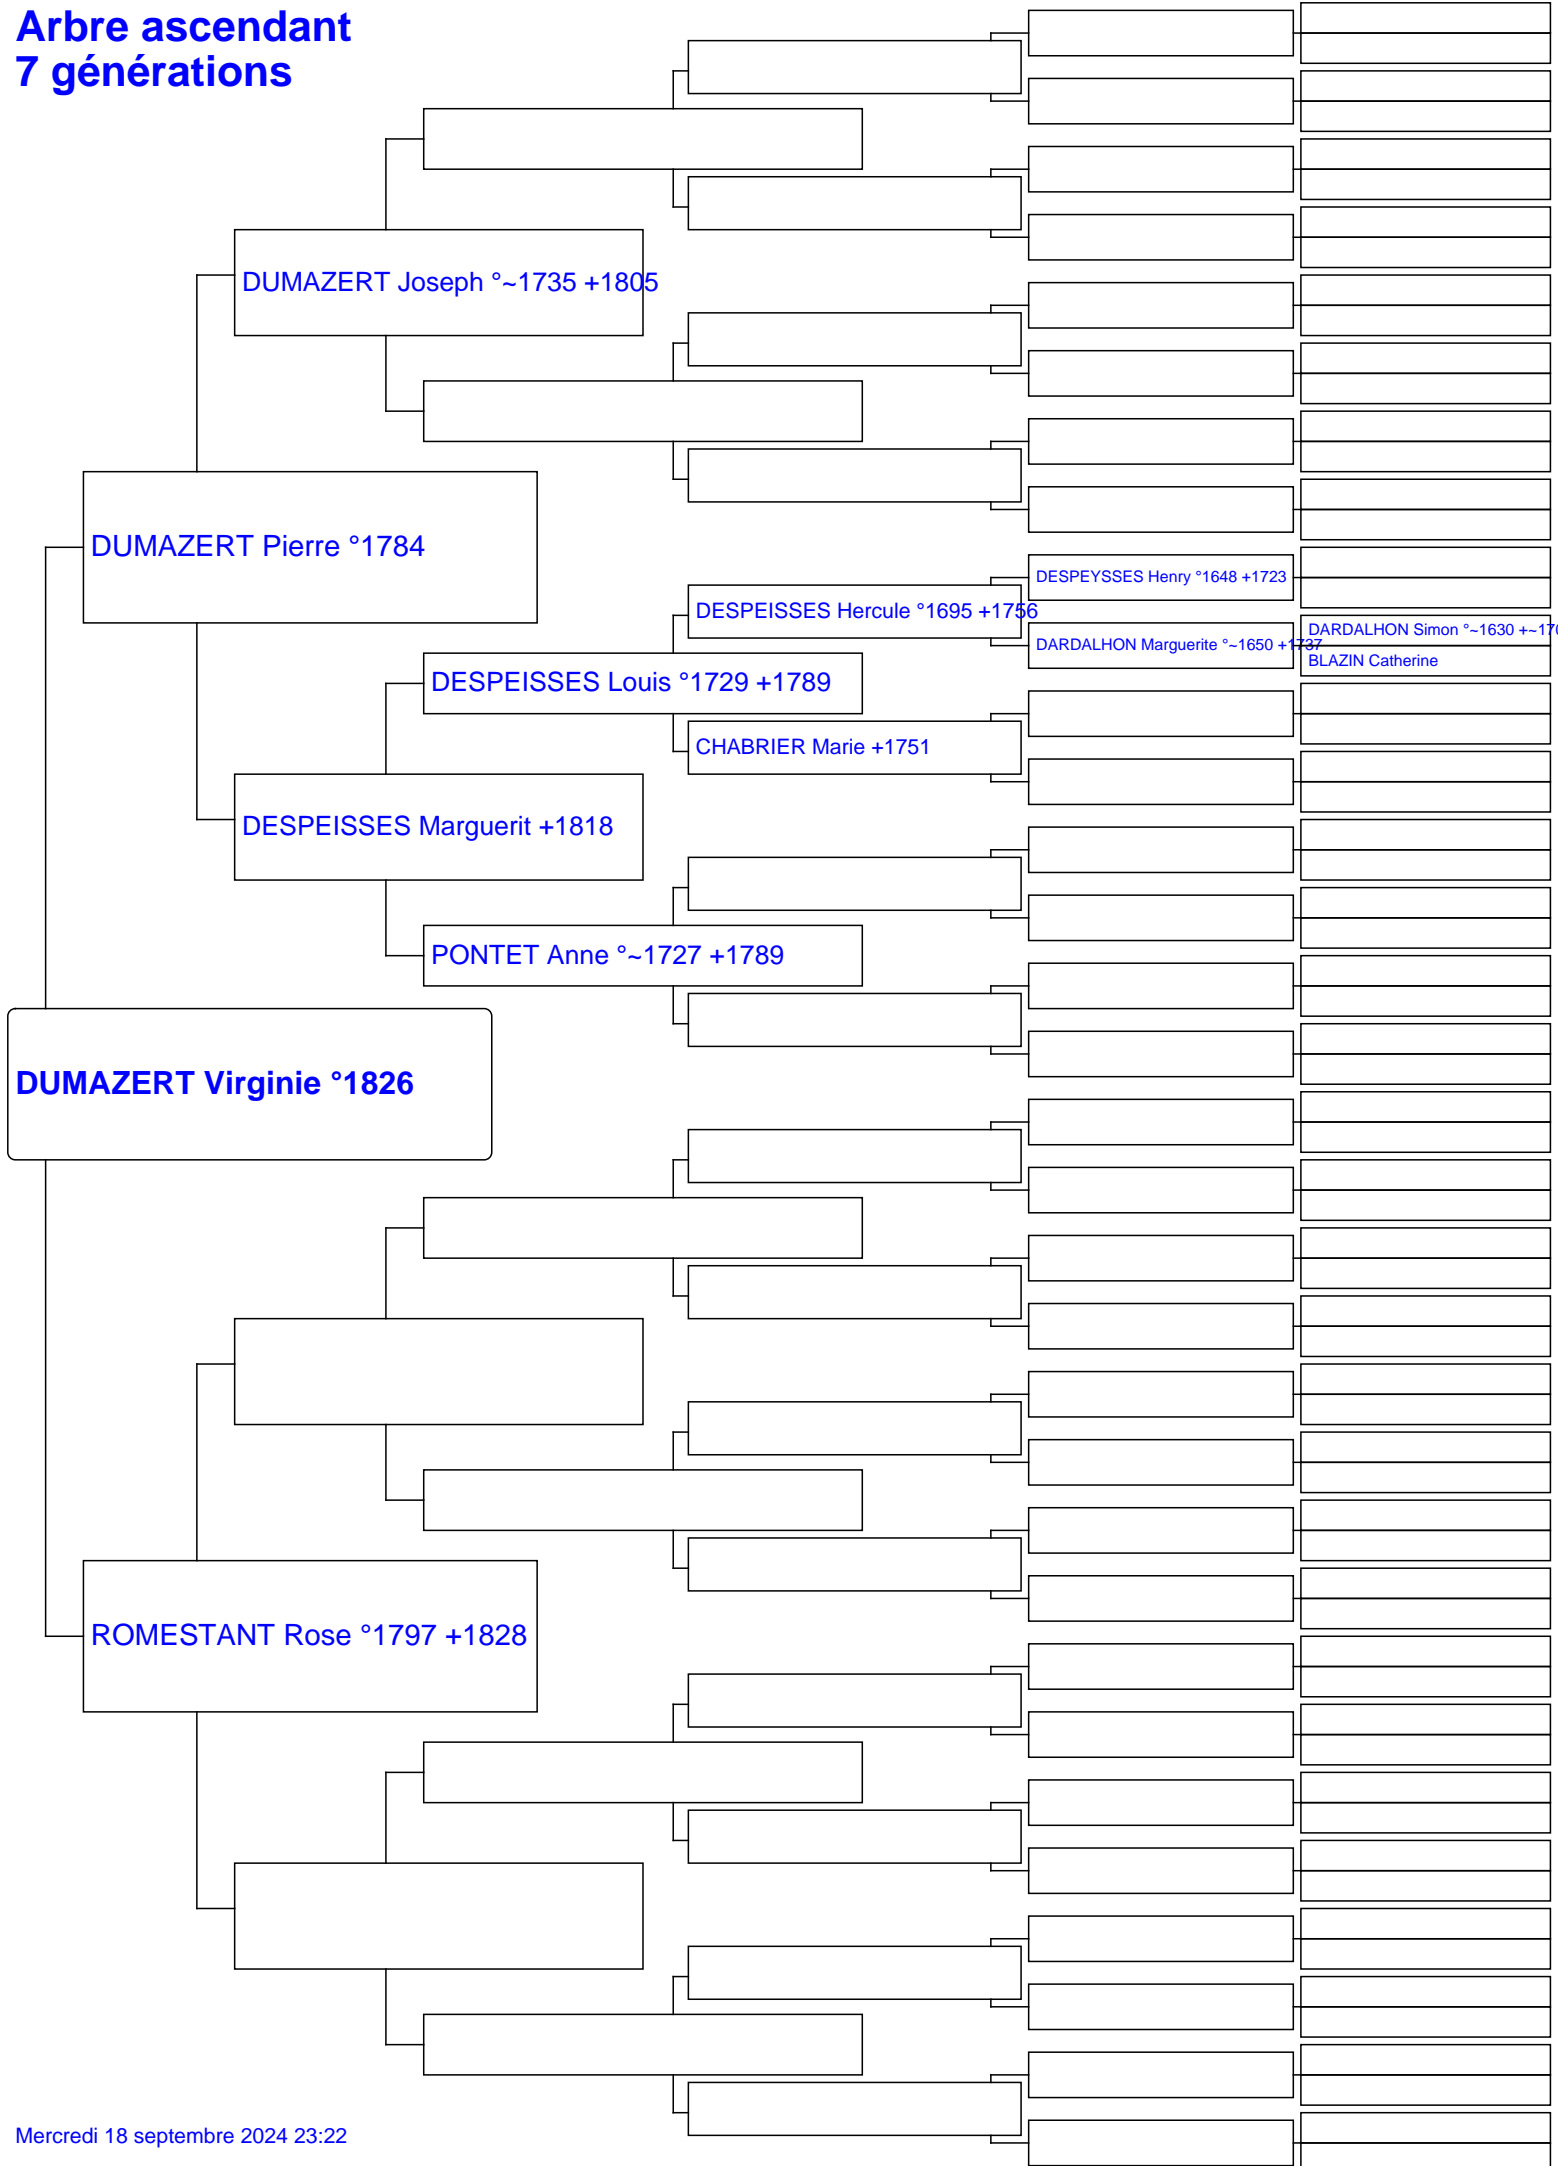 Arbre ascendant
7 générations
DUMAZERT Joseph °~1735 +1805
DUMAZERT Pierre °1784
DESPEYSSES Henry °1648 +1723
DESPEISSES Hercule °1695 +1756
DARDALHON Simon °~1630 +~170
DARDALHON Marguerite °~1650 +1737
BLAZIN Catherine
DESPEISSES Louis °1729 +1789
CHABRIER Marie +1751
DESPEISSES Marguerit +1818
PONTET Anne °~1727 +1789
DUMAZERT Virginie °1826
ROMESTANT Rose °1797 +1828
Mercredi 18 septembre 2024 23:22